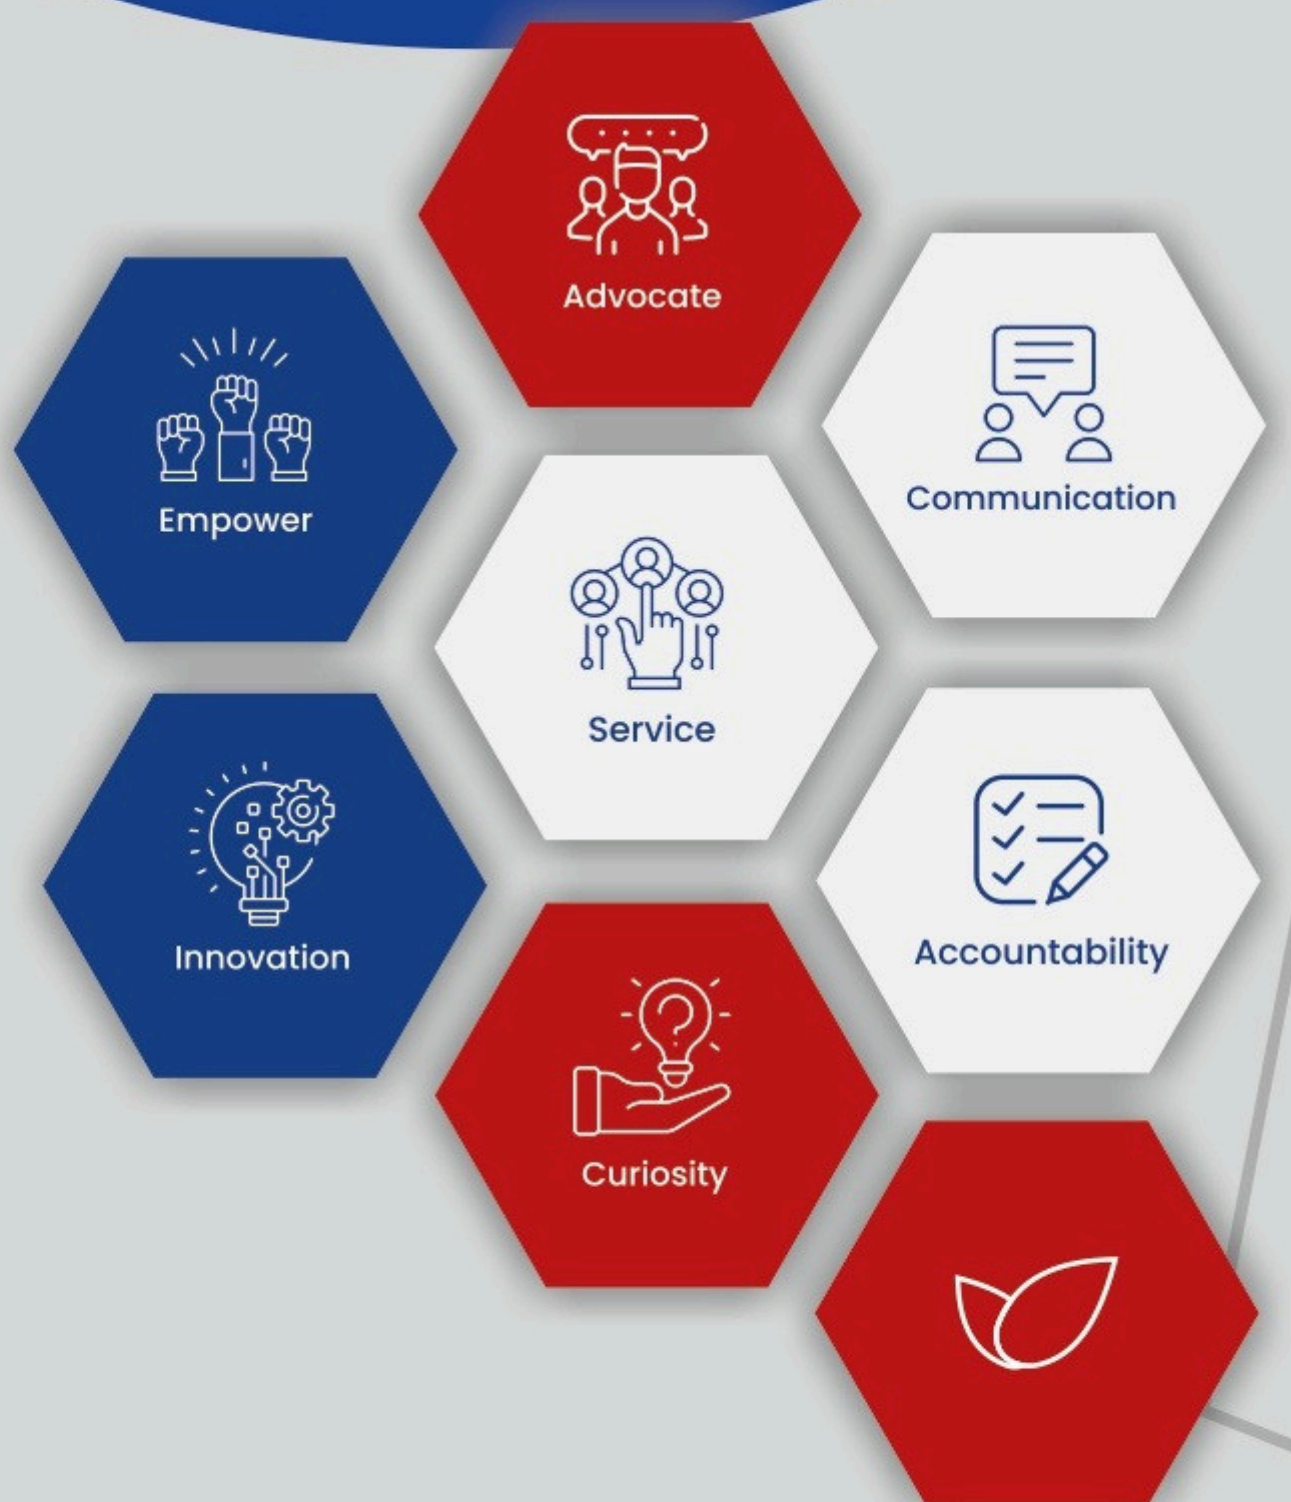 Advocate
Empower
Communication
Service
Innovation
Accountability
Curiosity